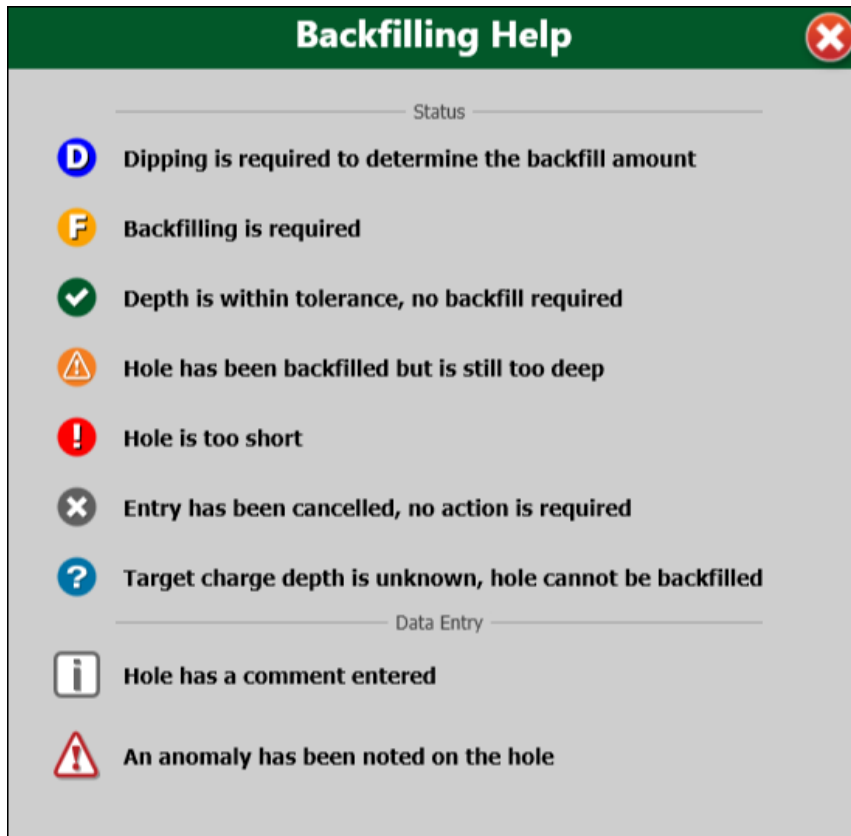 Backfilling Help
Status
D Dipping is required to determine the backfill amount
F Backfilling is required
Depth is within tolerance, no backfill required
Hole has been backfilled but is still too deep
! Hole is too short
Entry has been cancelled, no action is required
? Target charge depth is unknown, hole cannot be backfilled
Data Entry
i Hole has a comment entered
An anomaly has been noted on the hole